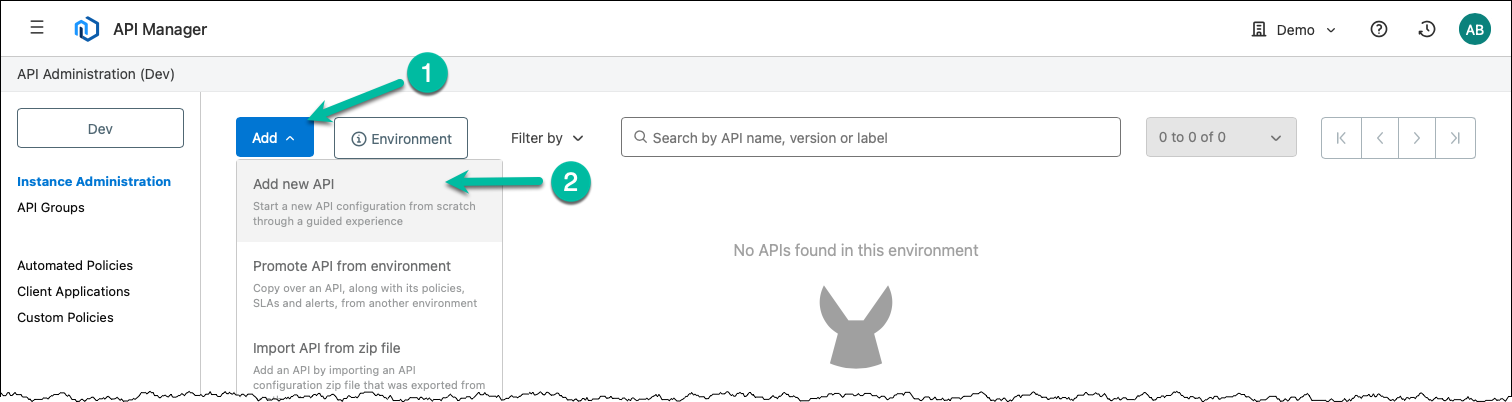 API Manager
Demo
AB
API Administration (Dev)
1
Dev
Add
Environment
Filter by
Search by API name, version or label
0 to 0 of 0
Instance Administration
API Groups
Automated Policies
Client Applications
Custom Policies
Add new API
2
Start a new API configuration from scratch
through a guided experience
Promote API from environment
Copy over an API, along with its policies,
SLAs and alerts, from another environment
Import API from zip file
Add an API by importing an API
configuration zip file that was exported from
No APIs found in this environment